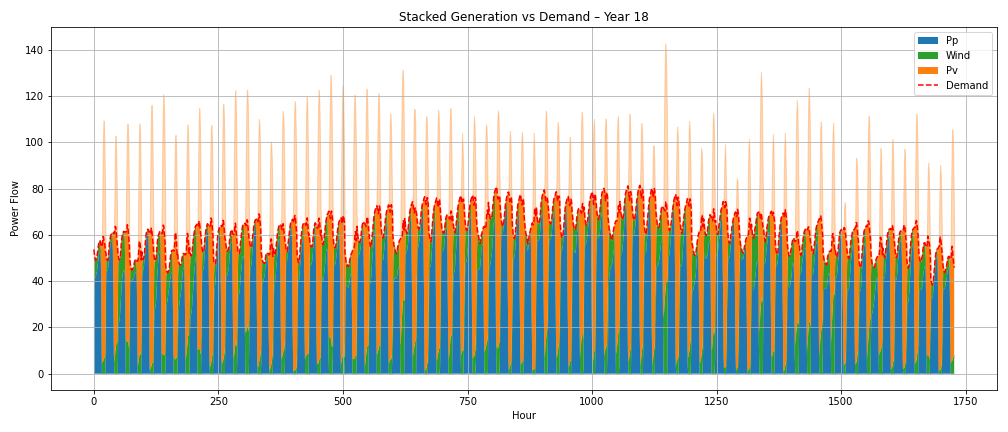 Stacked Generation vs Demand – Year 18
Power Flow
140
120
100
80
60
40
20
0
Pp
Wind
Pv
Demand
0
250
500
750
1000
1250
1500
1750
Hour